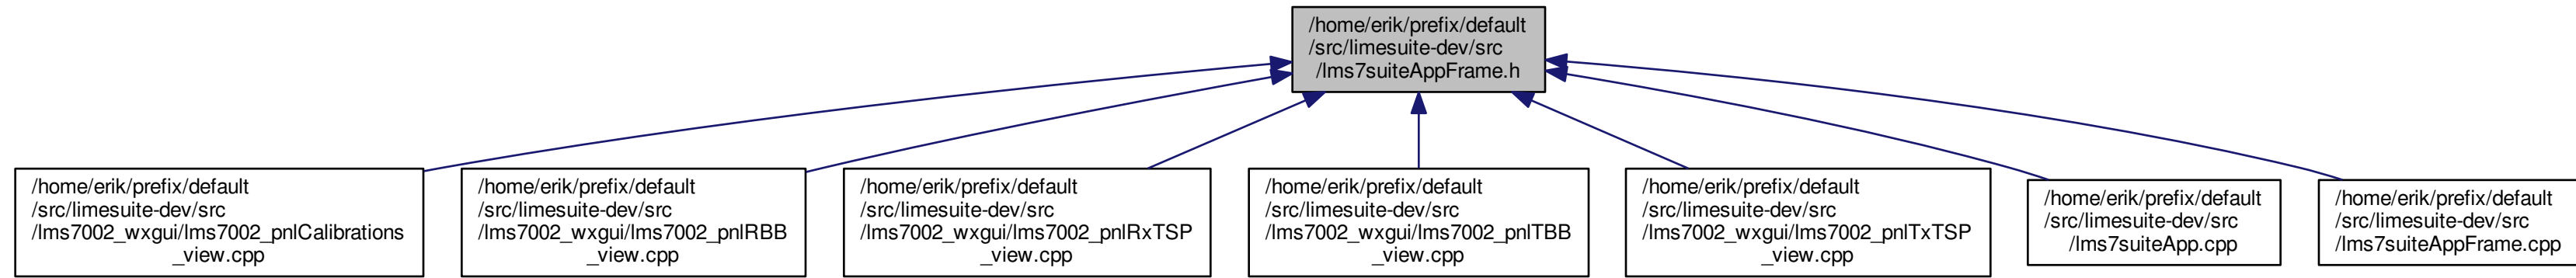 /home/erik/prefix/default
/src/limesuite-dev/src
/lms7suiteAppFrame.h
/home/erik/prefix/default
/src/limesuite-dev/src
/lms7002_wxgui/lms7002_pnlCalibrations
_view.cpp
/home/erik/prefix/default
/src/limesuite-dev/src
/lms7002_wxgui/lms7002_pnlRBB
_view.cpp
/home/erik/prefix/default
/src/limesuite-dev/src
/lms7002_wxgui/lms7002_pnlRxTSP
_view.cpp
/home/erik/prefix/default
/src/limesuite-dev/src
/lms7002_wxgui/lms7002_pnlTBB
_view.cpp
/home/erik/prefix/default
/src/limesuite-dev/src
/lms7002_wxgui/lms7002_pnlTxTSP
_view.cpp
/home/erik/prefix/default
/src/limesuite-dev/src
/lms7suiteApp.cpp
/home/erik/prefix/default
/src/limesuite-dev/src
/lms7suiteAppFrame.cpp